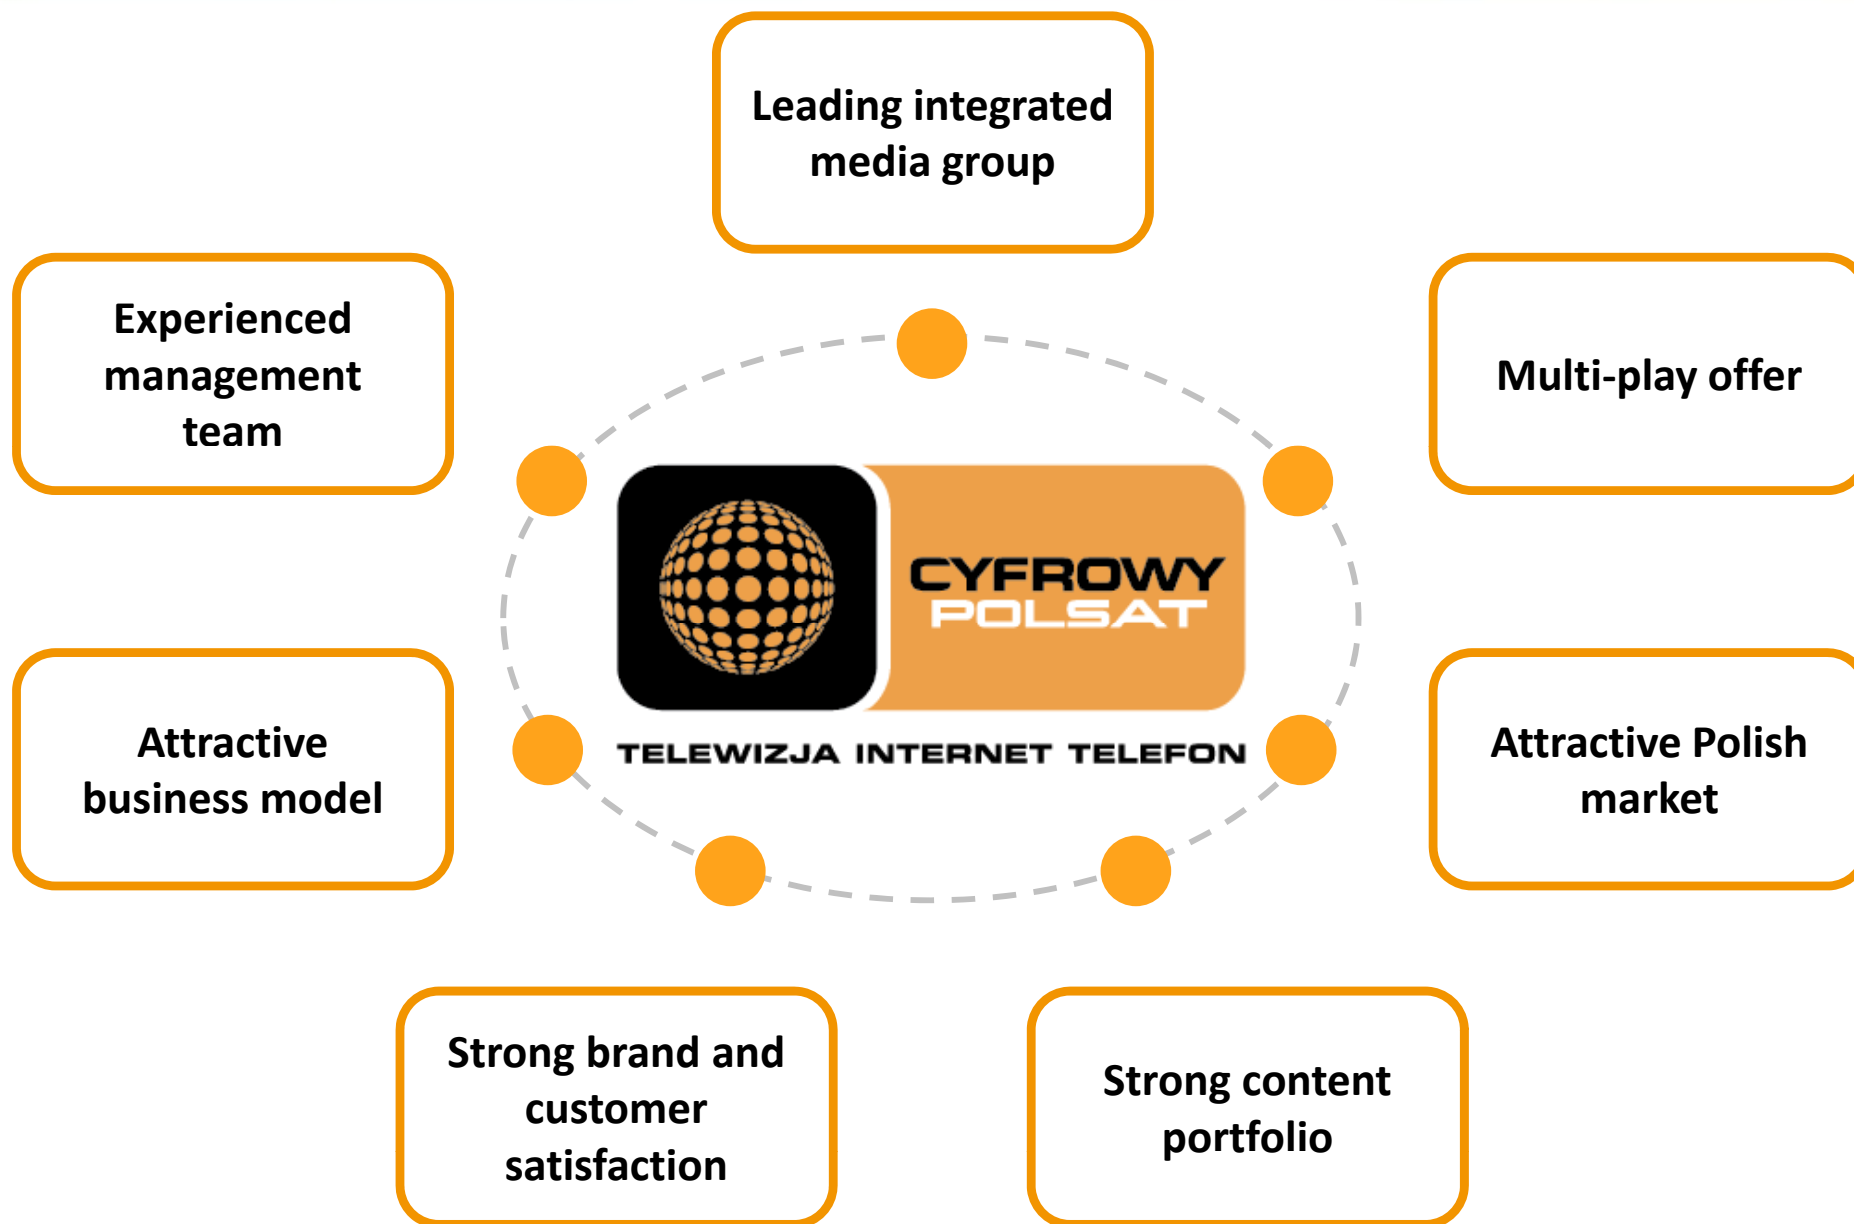 Leading integrated
media group
Experienced
management
team
Multi-play offer
CYFROWY
POLSAT
TELEWIZJA INTERNET TELEFON
Attractive
business model
Attractive Polish
market
Strong brand and
customer
satisfaction
Strong content
portfolio